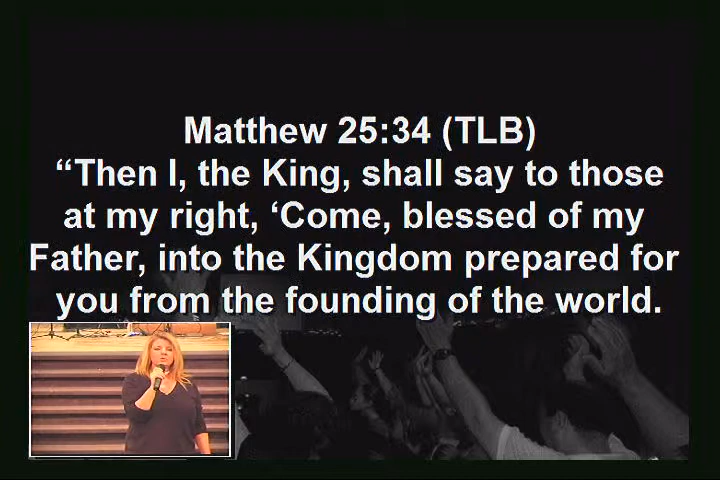 Matthew 25:34 (TLB)
“Then I, the King, shall say to those
at my right, ‘Come, blessed of my
Father, into the Kingdom prepared for
you from the founding of the world.